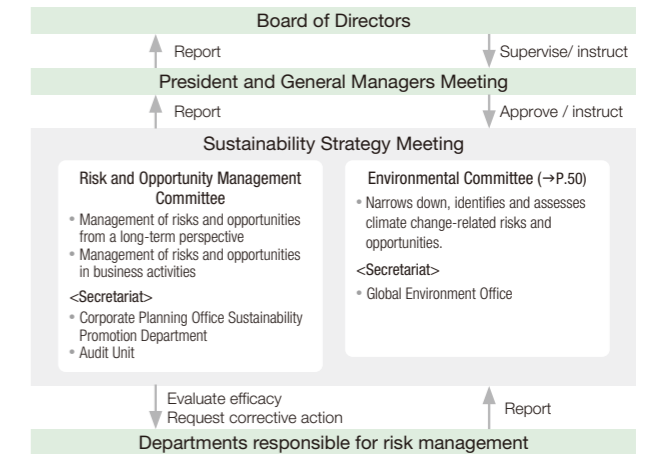 Board of Directors
Report
Supervise/ instruct
President and General Managers Meeting
Report
Approve / instruct
Sustainability Strategy Meeting
Risk and Opportunity Management
Committee
• Management of risks and opportunities
from a long-term perspective
• Management of risks and opportunities
in business activities
<Secretariat>
• Corporate Planning Office Sustainability
Promotion Department
• Audit Unit
Environmental Committee (→P.50)
• Narrows down, identifies and assesses
climate change-related risks and
opportunities.
<Secretariat>
• Global Environment Office
Evaluate efficacy
Request corrective action
Report
Departments responsible for risk management